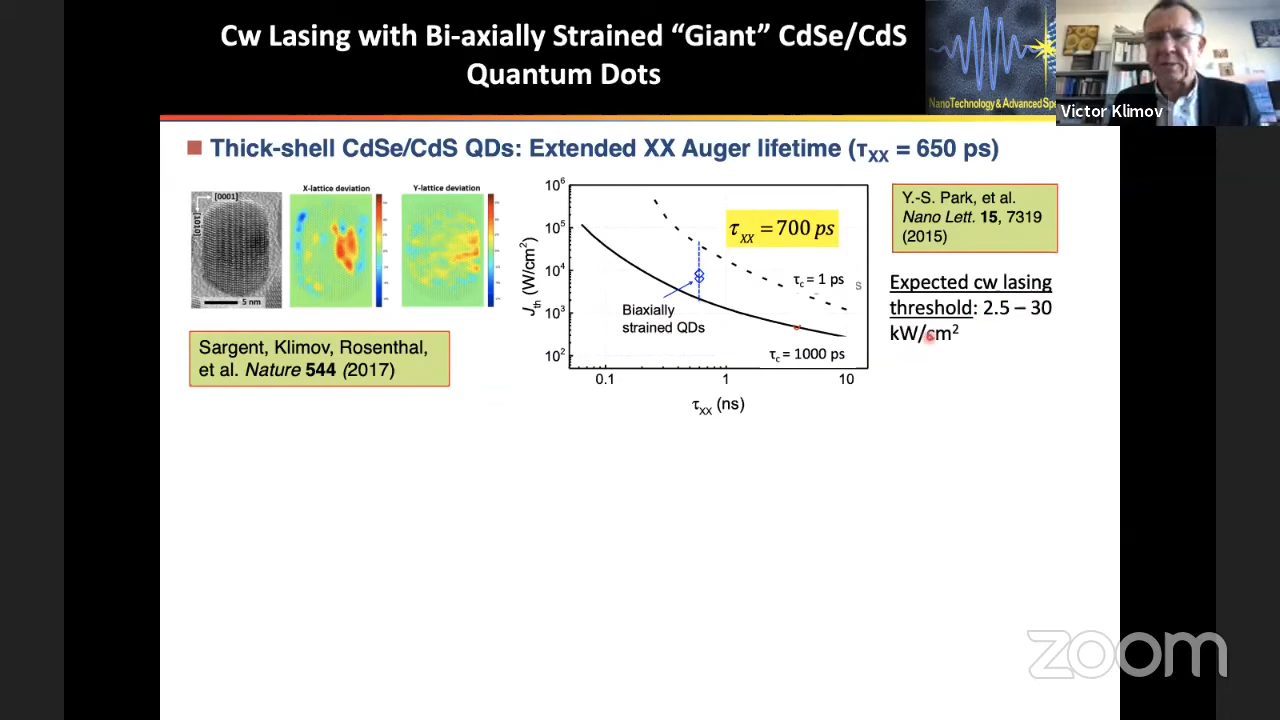 Cw Lasing with Bi-axially Strained “Giant” CdSe/CdS
Quantum Dots
NanoTechnology & Advanced Spe
Victor Klimov
Thick-shell CdSe/CdS QDs: Extended XX Auger lifetime (τXX = 650 ps)
X-lattice deviation
Y-lattice deviation
[0001]
[0101]
5 nm
Sargent, Klimov, Rosenthal,
et al. Nature 544 (2017)
Jth (W/cm²)
10⁶
10⁵
10⁴
10³
10²
τXX = 700 ps
τc = 1 ps
s
Biaxially
strained QDs
τc = 1000 ps
0.1
1
10
τXX (ns)
Y.-S. Park, et al.
Nano Lett. 15, 7319
(2015)
Expected cw lasing
threshold: 2.5 – 30
kW/cm²
zoom